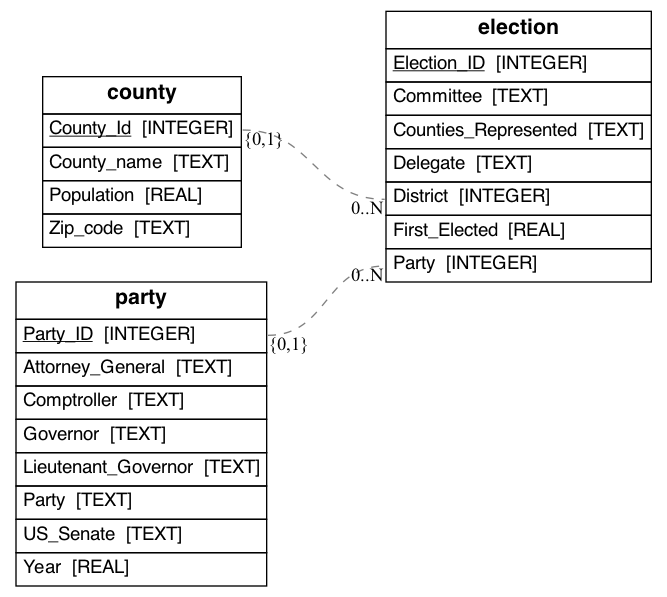 election
Election_ID [INTEGER]
Committee [TEXT]
Counties_Represented [TEXT]
Delegate [TEXT]
District [INTEGER]
First_Elected [REAL]
Party [INTEGER]
county
County_Id [INTEGER]
County_name [TEXT]
Population [REAL]
Zip_code [TEXT]
{0,1}
0..N
0..N
{0,1}
party
Party_ID [INTEGER]
Attorney_General [TEXT]
Comptroller [TEXT]
Governor [TEXT]
Lieutenant_Governor [TEXT]
Party [TEXT]
US_Senate [TEXT]
Year [REAL]